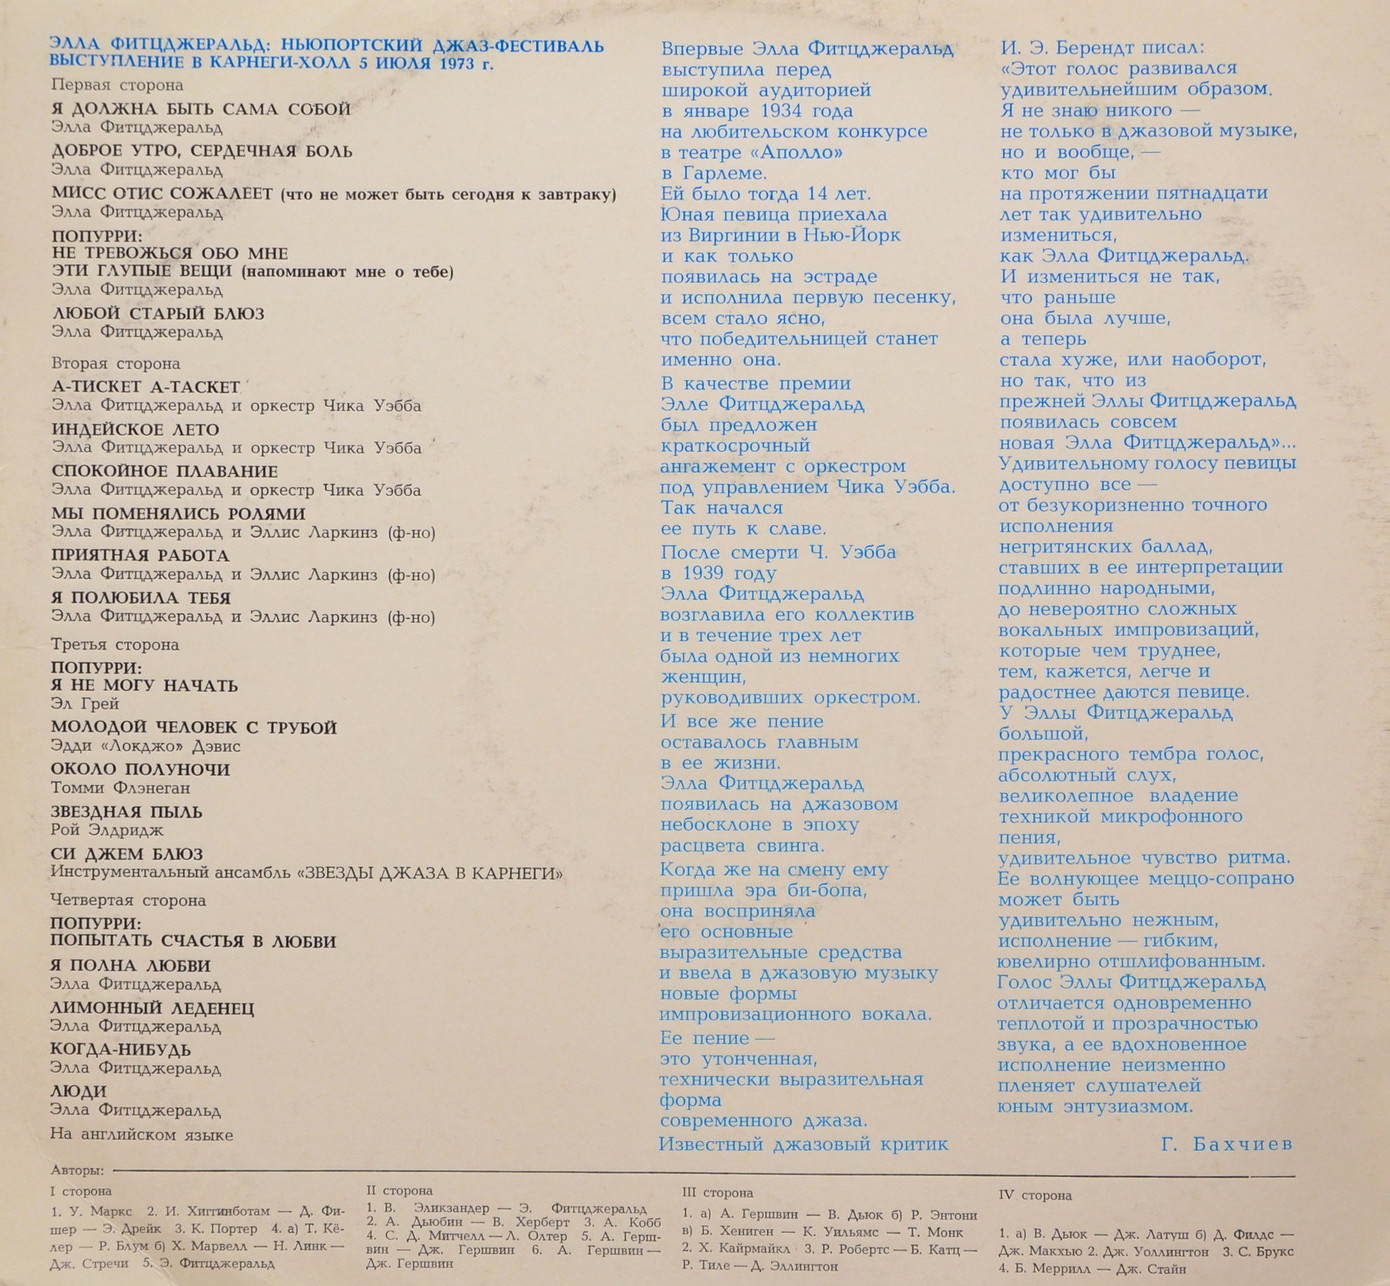 ЭЛЛА ФИТЦДЖЕРАЛЬД: НЬЮПОРТСКИЙ ДЖАЗ-ФЕСТИВАЛЬ
ВЫСТУПЛЕНИЕ В КАРНЕГИ-ХОЛЛ 5 ИЮЛЯ 1973 г.
Первая сторона
Я ДОЛЖНА БЫТЬ САМА СОБОЙ
Элла Фитцджеральд
ДОБРОЕ УТРО, СЕРДЕЧНАЯ БОЛЬ
Элла Фитцджеральд
МИСС ОТИС СОЖАЛЕЕТ (что не может быть сегодня к завтраку)
Элла Фитцджеральд
ПОПУРРИ:
НЕ ТРЕВОЖЬСЯ ОБО МНЕ
ЭТИ ГЛУПЫЕ ВЕЩИ (напоминают мне о тебе)
Элла Фитцджеральд
ЛЮБОЙ СТАРЫЙ БЛЮЗ
Элла Фитцджеральд
Вторая сторона
А-ТИСКЕТ А-ТАСКЕТ
Элла Фитцджеральд и оркестр Чика Уэбба
ИНДЕЙСКОЕ ЛЕТО
Элла Фитцджеральд и оркестр Чика Уэбба
СПОКОЙНОЕ ПЛАВАНИЕ
Элла Фитцджеральд и оркестр Чика Уэбба
МЫ ПОМЕНЯЛИСЬ РОЛЯМИ
Элла Фитцджеральд и Эллис Ларкинз (ф-но)
ПРИЯТНАЯ РАБОТА
Элла Фитцджеральд и Эллис Ларкинз (ф-но)
Я ПОЛЮБИЛА ТЕБЯ
Элла Фитцджеральд и Эллис Ларкинз (ф-но)
Третья сторона
ПОПУРРИ:
Я НЕ МОГУ НАЧАТЬ
Эл Грей
МОЛОДОЙ ЧЕЛОВЕК С ТРУБОЙ
Эдди «Локджо» Дэвис
ОКОЛО ПОЛУНОЧИ
Томми Флэнеган
ЗВЕЗДНАЯ ПЫЛЬ
Рой Элдридж
СИ ДЖЕМ БЛЮЗ
Инструментальный ансамбль «ЗВЕЗДЫ ДЖАЗА В КАРНЕГИ»
Четвертая сторона
ПОПУРРИ:
ПОПЫТАТЬ СЧАСТЬЯ В ЛЮБВИ
Я ПОЛНА ЛЮБВИ
Элла Фитцджеральд
ЛИМОННЫЙ ЛЕДЕНЕЦ
Элла Фитцджеральд
КОГДА-НИБУДЬ
Элла Фитцджеральд
ЛЮДИ
Элла Фитцджеральд
На английском языке
Впервые Элла Фитцджеральд
выступила перед
широкой аудиторией
в январе 1934 года
на любительском конкурсе
в театре «Аполло»
в Гарлеме.
Ей было тогда 14 лет.
Юная певица приехала
из Виргинии в Нью-Йорк
и как только
появилась на эстраде
и исполнила первую песенку,
всем стало ясно,
что победительницей станет
именно она.
В качестве премии
Элле Фитцджеральд
был предложен
краткосрочный
ангажемент с оркестром
под управлением Чика Уэбба.
Так начался
ее путь к славе.
После смерти Ч. Уэбба
в 1939 году
Элла Фитцджеральд
возглавила его коллектив
и в течение трех лет
была одной из немногих
женщин,
руководивших оркестром.
И все же пение
оставалось главным
в ее жизни.
Элла Фитцджеральд
появилась на джазовом
небосклоне в эпоху
расцвета свинга.
Когда же на смену ему
пришла эра би-бопа,
она восприняла
его основные
выразительные средства
и ввела в джазовую музыку
новые формы
импровизационного вокала.
Ее пение —
это утонченная,
технически выразительная
форма
современного джаза.
Известный джазовый критик
И. Э. Берендт писал:
«Этот голос развивался
удивительнейшим образом.
Я не знаю никого —
не только в джазовой музыке,
но и вообще, —
кто мог бы
на протяжении пятнадцати
лет так удивительно
измениться,
как Элла Фитцджеральд.
И измениться не так,
что раньше
она была лучше,
а теперь
стала хуже, или наоборот,
но так, что из
прежней Эллы Фитцджеральд
появилась совсем
новая Элла Фитцджеральд»...
Удивительному голосу певицы
доступно все —
от безукоризненно точного
исполнения
негритянских баллад,
ставших в ее интерпретации
подлинно народными,
до невероятно сложных
вокальных импровизаций,
которые чем труднее,
тем, кажется, легче и
радостнее даются певице.
У Эллы Фитцджеральд
большой,
прекрасного тембра голос,
абсолютный слух,
великолепное владение
техникой микрофонного
пения,
удивительное чувство ритма.
Ее волнующее меццо-сопрано
может быть
удивительно нежным,
исполнение — гибким,
ювелирно отшлифованным.
Голос Эллы Фитцджеральд
отличается одновременно
теплотой и прозрачностью
звука, а ее вдохновенное
исполнение неизменно
пленяет слушателей
юным энтузиазмом.
Г. Бахчиев
Авторы:
I сторона
1. У. Маркс 2. И. Хиггинботам — Д. Фи-
шер — Э. Дрейк 3. К. Портер 4. а) Т. Кё-
лер — Р. Блум б) Х. Марвелл — Н. Линк —
Дж. Стречи 5. Э. Фитцджеральд
II сторона
1. В. Эликзандер — Э. Фитцджеральд
2. А. Дьюбин — В. Херберт 3. А. Кобб
4. С. Д. Митчелл — Л. Олтер 5. А. Герш-
вин — Дж. Гершвин 6. А. Гершвин —
Дж. Гершвин
III сторона
1. а) А. Гершвин — В. Дьюк б) Р. Энтони
в) Б. Хениген — К. Уильямс — Т. Монк
2. Х. Кайрмайкл 3. Р. Робертс — Б. Катц —
Р. Тиле — Д. Эллингтон
IV сторона
1. а) В. Дьюк — Дж. Латуш б) Д. Филдс —
Дж. Макхью 2. Дж. Уоллингтон 3. С. Брукс
4. Б. Меррилл — Дж. Стайн